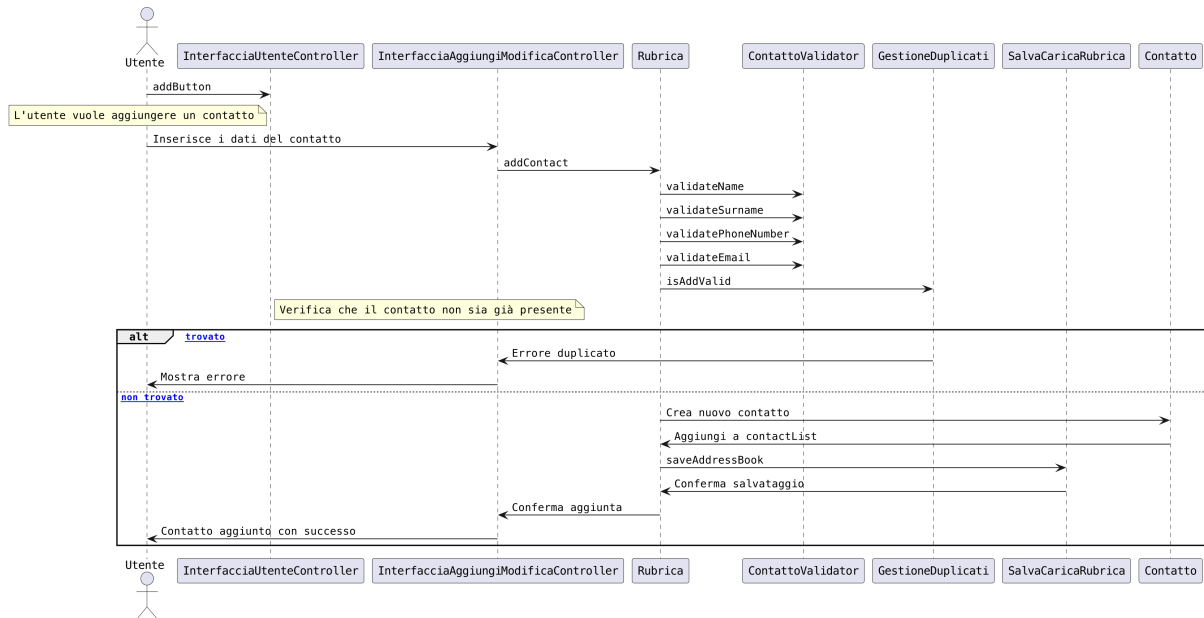 Utente
InterfacciaUtenteController
InterfacciaAggiungiModificaController
Rubrica
ContattoValidator
GestioneDuplicati
SalvaCaricaRubrica
Contatto
addButton
L'utente vuole aggiungere un contatto
Inserisce i dati del contatto
addContact
validateName
validateSurname
validatePhoneNumber
validateEmail
isAddValid
Verifica che il contatto non sia già presente
alt
trovato
Errore duplicato
Mostra errore
non trovato
Crea nuovo contatto
Aggiungi a contactList
saveAddressBook
Conferma salvataggio
Conferma aggiunta
Contatto aggiunto con successo
Utente
InterfacciaUtenteController
InterfacciaAggiungiModificaController
Rubrica
ContattoValidator
GestioneDuplicati
SalvaCaricaRubrica
Contatto